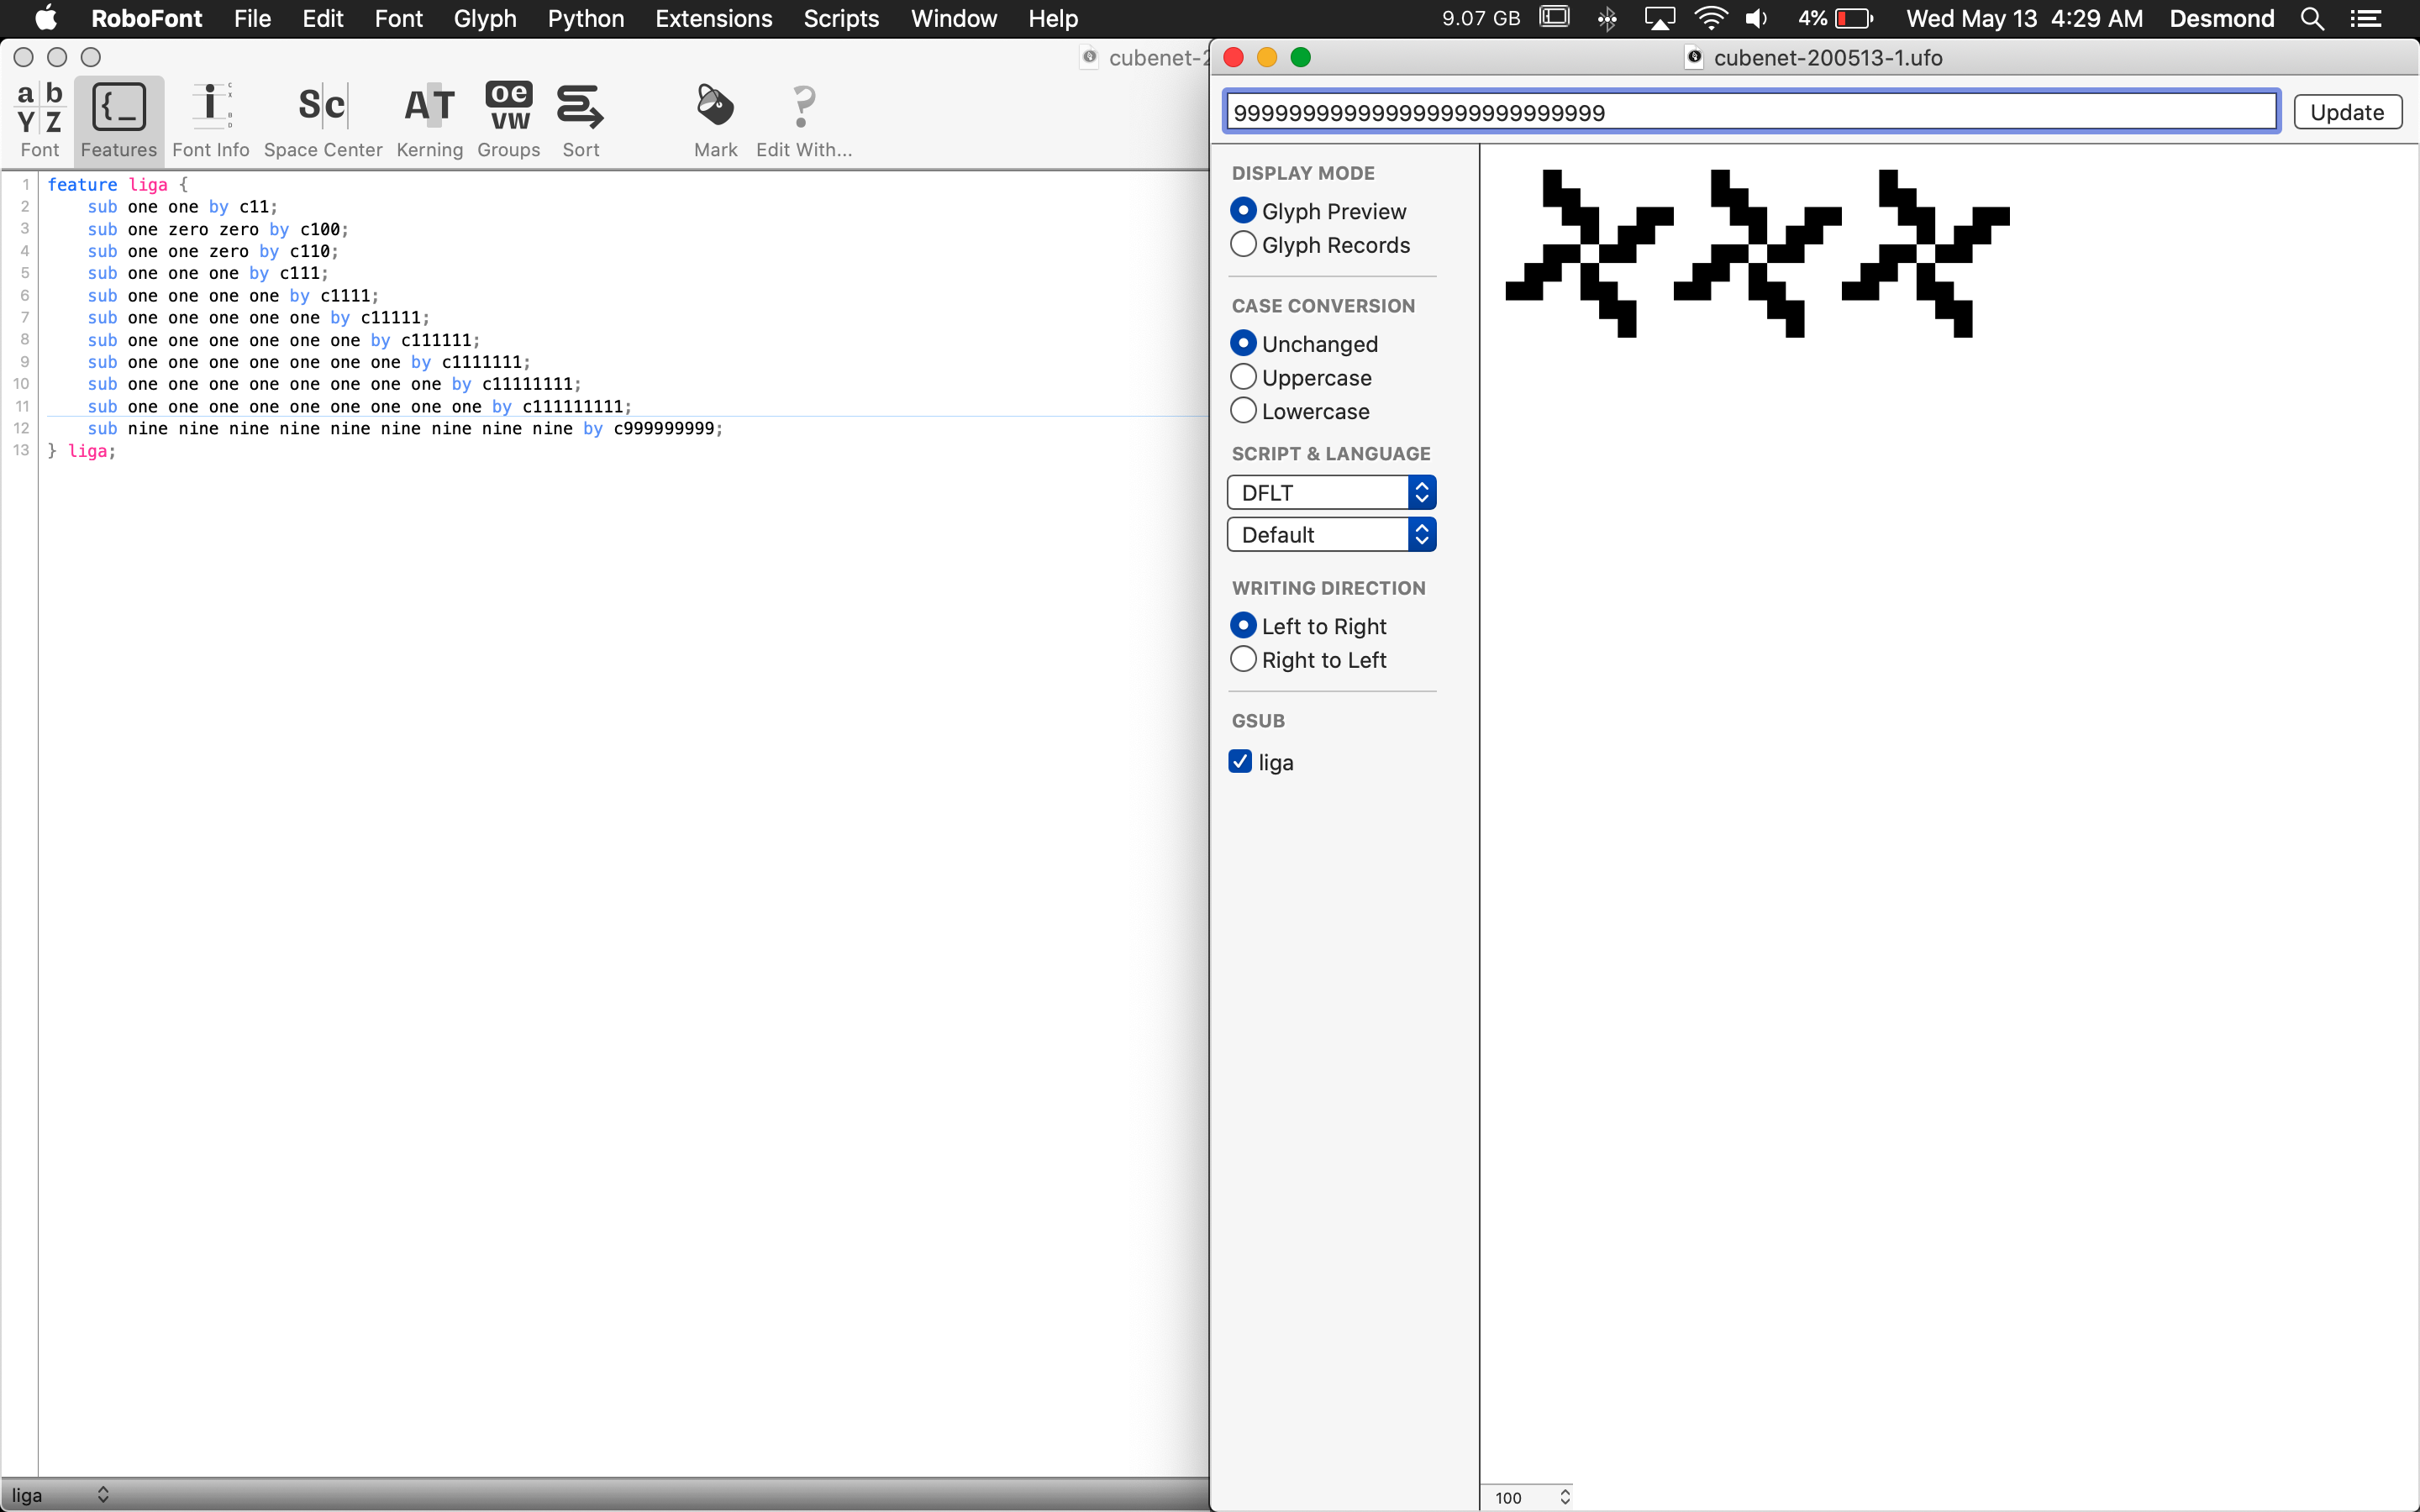 RoboFont File Edit Font Glyph Python Extensions Scripts Window Help 9.07 GB 4% Wed May 13 4:29 AM Desmond
cubenet-2
a b
Y Z
{_
i
S|c
AT
oe
vw
?
Font Features Font Info Space Center Kerning Groups Sort Mark Edit With...
1 feature liga {
2 sub one one by c11;
3 sub one zero zero by c100;
4 sub one one zero by c110;
5 sub one one one by c111;
6 sub one one one one by c1111;
7 sub one one one one one by c11111;
8 sub one one one one one one by c111111;
9 sub one one one one one one one by c1111111;
10 sub one one one one one one one one by c11111111;
11 sub one one one one one one one one one by c111111111;
12 sub nine nine nine nine nine nine nine nine nine by c999999999;
13 } liga;
liga
cubenet-200513-1.ufo
999999999999999999999999999 Update
DISPLAY MODE
Glyph Preview
Glyph Records
CASE CONVERSION
Unchanged
Uppercase
Lowercase
SCRIPT & LANGUAGE
DFLT
Default
WRITING DIRECTION
Left to Right
Right to Left
GSUB
liga
100